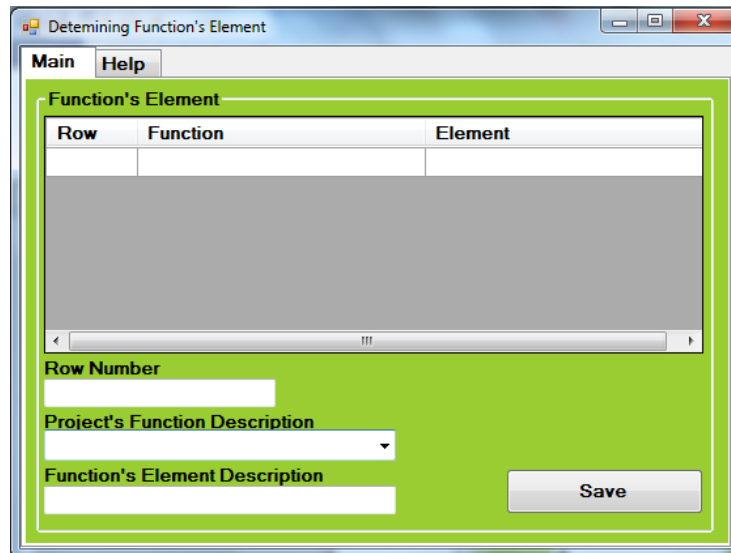 Detemining Function's Element
Main Help
Function's Element
Row Function Element
Row Number
Project's Function Description
Function's Element Description
Save